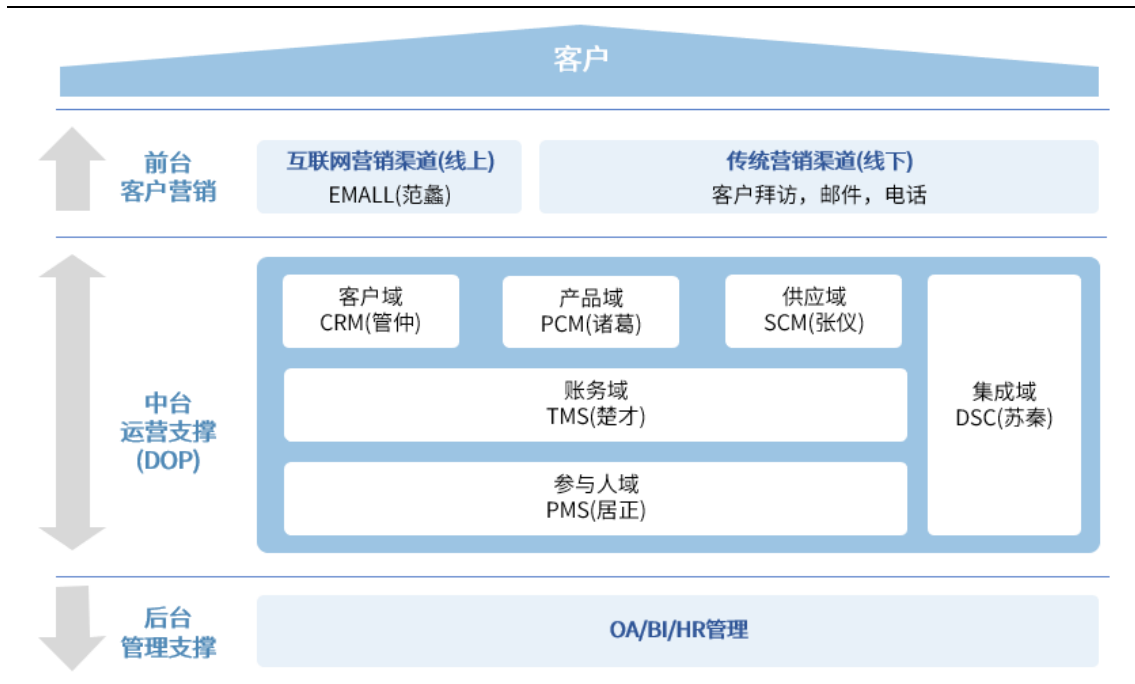 客户
前台
客户营销
互联网营销渠道(线上)
EMALL(范蠡)
传统营销渠道(线下)
客户拜访，邮件，电话
中台
运营支撑
(DOP)
客户域
CRM(管仲)
产品域
PCM(诸葛)
供应域
SCM(张仪)
账务域
TMS(楚才)
参与人域
PMS(居正)
集成域
DSC(苏秦)
后台
管理支撑
OA/BI/HR管理